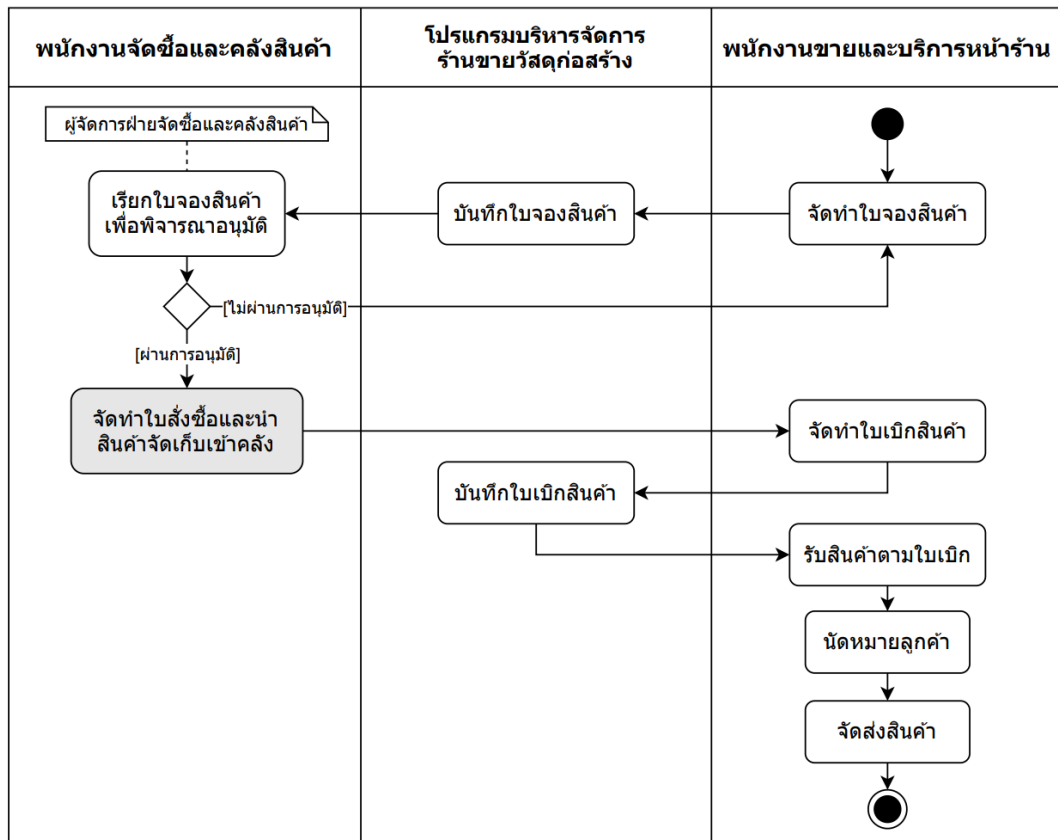 พนักงานจัดซื้อและคลังสินค้า
โปรแกรมบริหารจัดการ
ร้านขายวัสดุก่อสร้าง
พนักงานขายและบริการหน้าร้าน
ผู้จัดการฝ่ายจัดซื้อและคลังสินค้า
เรียกใบจองสินค้า
เพื่อพิจารณาอนุมัติ
บันทึกใบจองสินค้า
จัดทำใบจองสินค้า
[ไม่ผ่านการอนุมัติ]
[ผ่านการอนุมัติ]
จัดทำใบสั่งซื้อและนำ
สินค้าจัดเก็บเข้าคลัง
จัดทำใบเบิกสินค้า
บันทึกใบเบิกสินค้า
รับสินค้าตามใบเบิก
นัดหมายลูกค้า
จัดส่งสินค้า